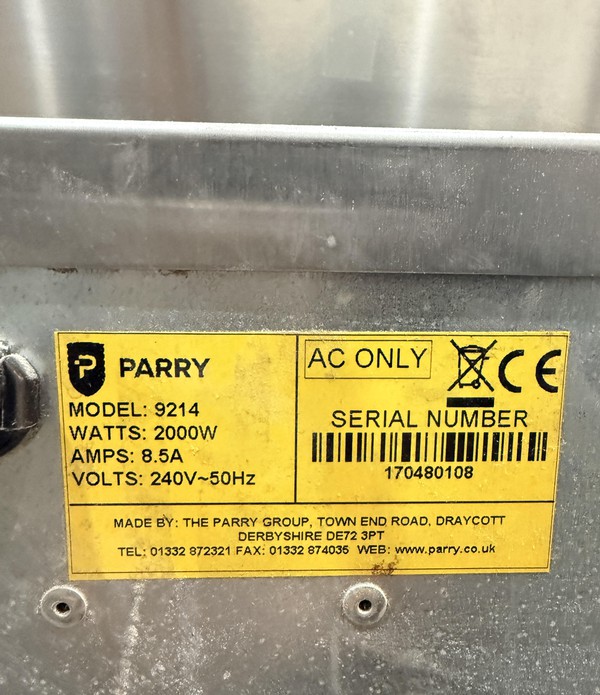 PARRY
MODEL: 9214
WATTS: 2000W
AMPS: 8.5A
VOLTS: 240V~50Hz
AC ONLY
CE
SERIAL NUMBER
170480108
MADE BY: THE PARRY GROUP, TOWN END ROAD, DRAYCOTT
DERBYSHIRE DE72 3PT
TEL: 01332 872321 FAX: 01332 874035 WEB: www.parry.co.uk